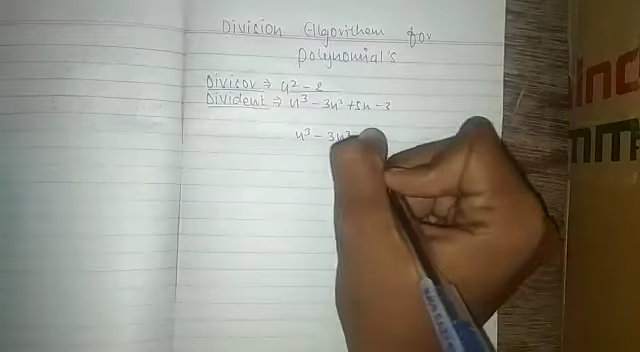 Division Algorithem for
Polynomial's
Divisor → x² - 2
Divident → x³ - 3x² + 5x - 3
x³ - 3x²